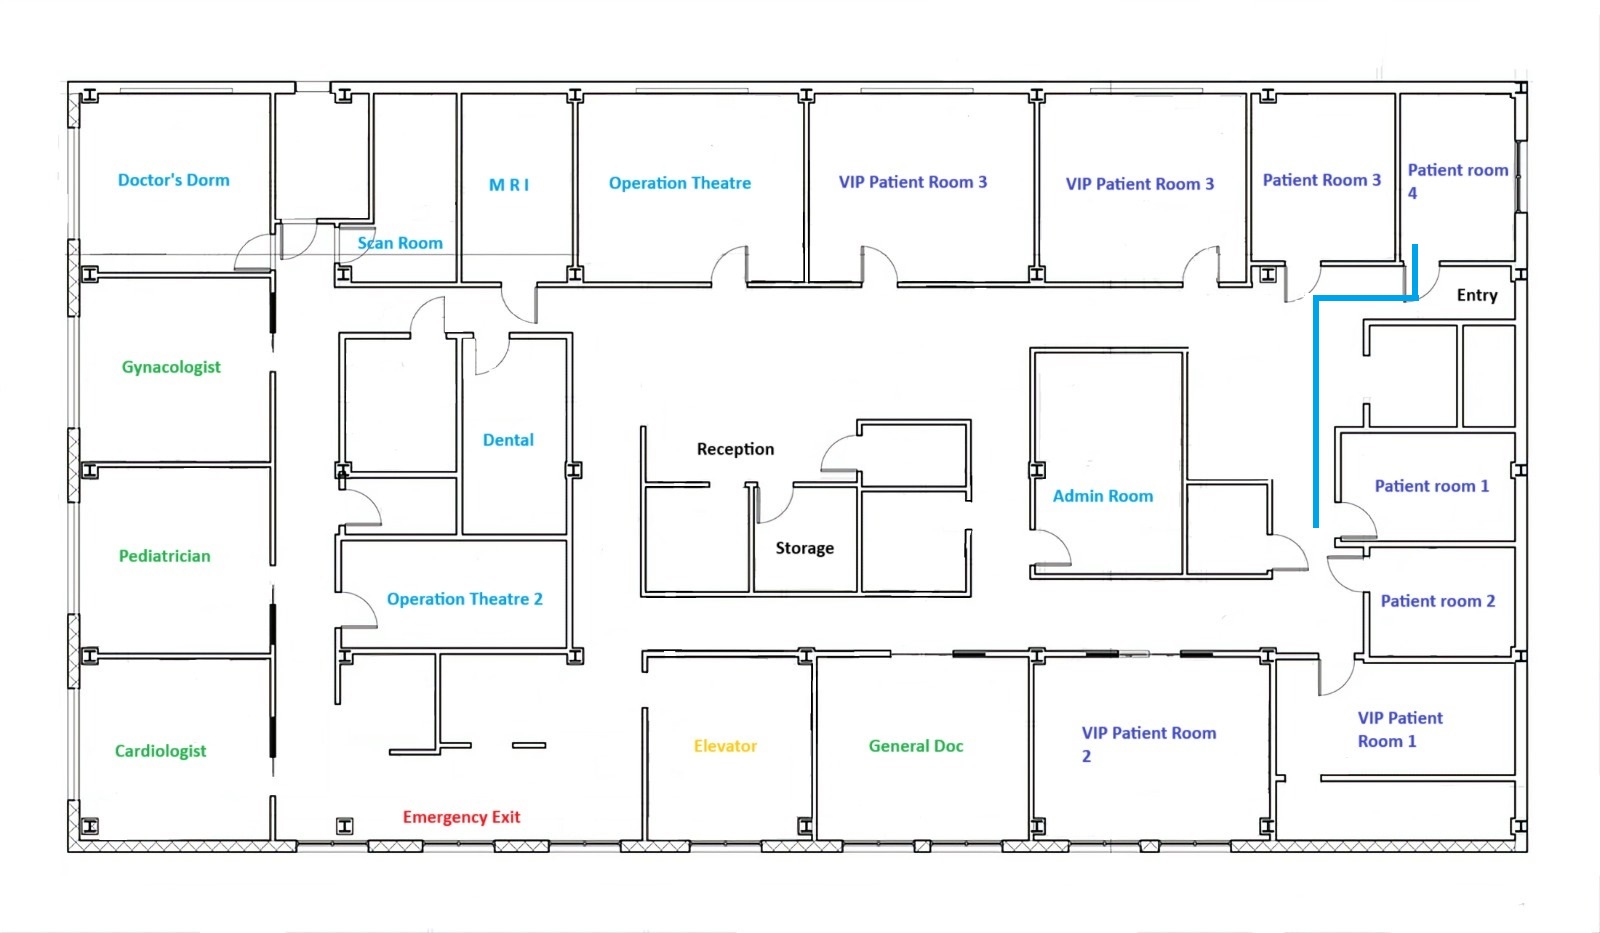 Doctor's Dorm
M R I
Operation Theatre
VIP Patient Room 3
VIP Patient Room 3
Patient Room 3
Patient room
4
Scan Room
Entry
Gynacologist
Dental
Reception
Admin Room
Patient room 1
Pediatrician
Storage
Operation Theatre 2
Patient room 2
Cardiologist
Elevator
General Doc
VIP Patient Room
2
VIP Patient
Room 1
Emergency Exit